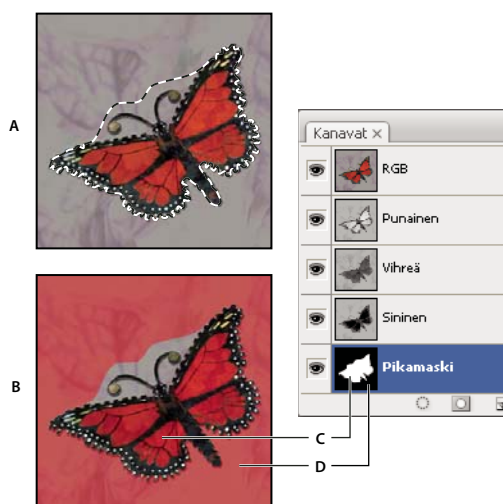 A
Kanavat ×
RGB
Punainen
Vihreä
Sininen
Pikamaski
B
C
D